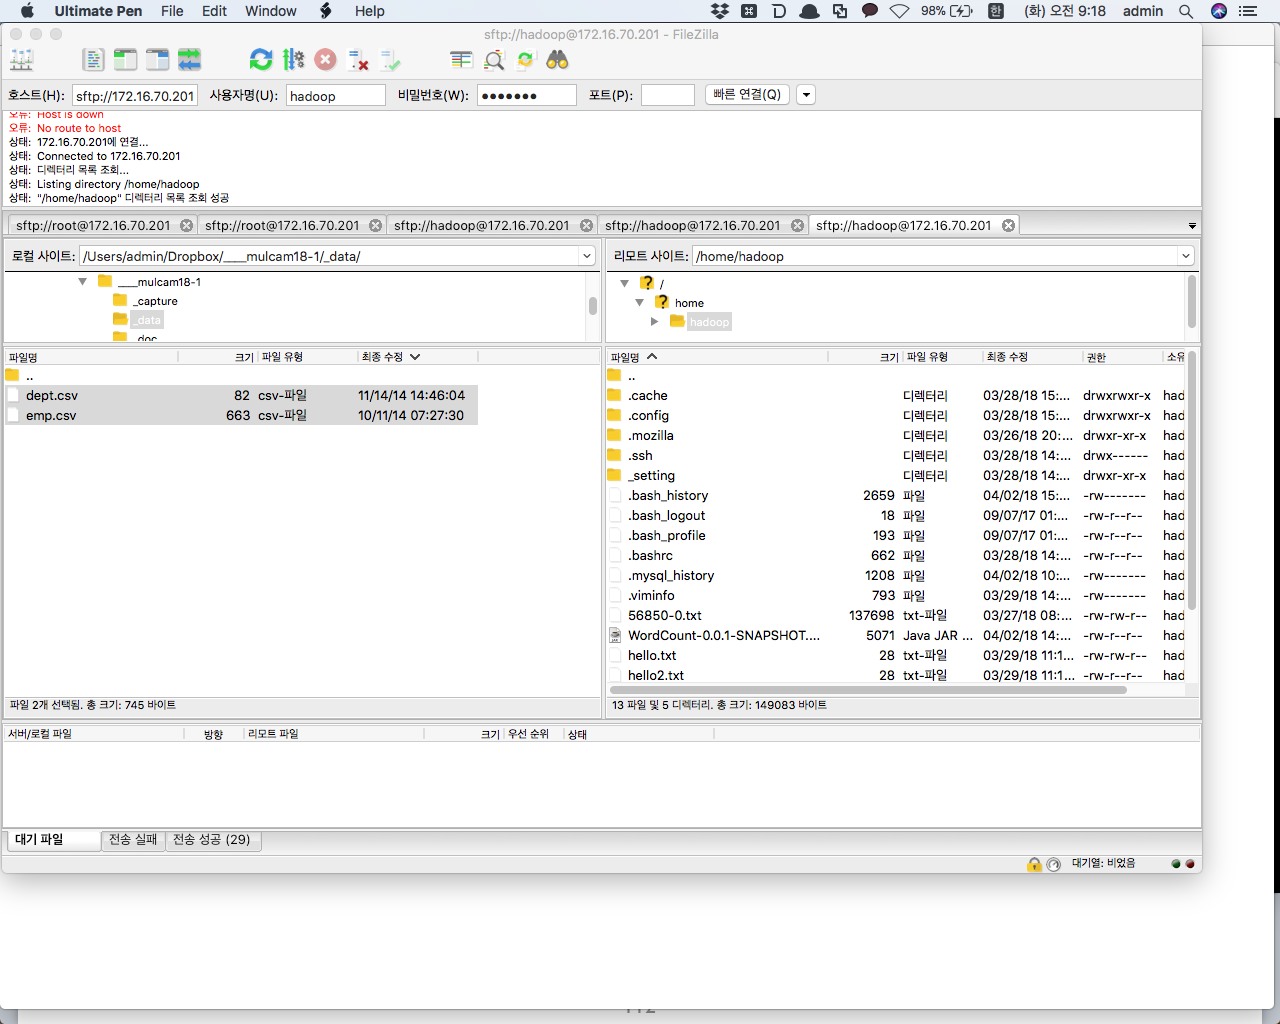 Ultimate Pen File Edit Window Help 98% 한 (화) 오전 9:18 admin
sftp://hadoop@172.16.70.201 - FileZilla
호스트(H): sftp://172.16.70.201 사용자명(U): hadoop 비밀번호(W): ●●●●●●● 포트(P): 빠른 연결(Q)
오류: Host is down
오류: No route to host
상태: 172.16.70.201에 연결...
상태: Connected to 172.16.70.201
상태: 디렉터리 목록 조회...
상태: Listing directory /home/hadoop
상태: "/home/hadoop" 디렉터리 목록 조회 성공
sftp://root@172.16.70.201 sftp://root@172.16.70.201 sftp://hadoop@172.16.70.201 sftp://hadoop@172.16.70.201 sftp://hadoop@172.16.70.201
로컬 사이트: /Users/admin/Dropbox/____mulcam18-1/_data/
____mulcam18-1
_capture
_data
_doc
파일명 크기 파일 유형 최종 수정
..
dept.csv 82 csv-파일 11/14/14 14:46:04
emp.csv 663 csv-파일 10/11/14 07:27:30
파일 2개 선택됨. 총 크기: 745 바이트
리모트 사이트: /home/hadoop
/
home
hadoop
파일명 크기 파일 유형 최종 수정 권한 소유
..
.cache 디렉터리 03/28/18 15:... drwxrwxr-x had
.config 디렉터리 03/28/18 15:... drwxrwxr-x had
.mozilla 디렉터리 03/26/18 20:... drwxr-xr-x had
.ssh 디렉터리 03/28/18 14:... drwx------ had
_setting 디렉터리 03/28/18 14:... drwxr-xr-x had
.bash_history 2659 파일 04/02/18 15:... -rw------- had
.bash_logout 18 파일 09/07/17 01:... -rw-r--r-- had
.bash_profile 193 파일 09/07/17 01:... -rw-r--r-- had
.bashrc 662 파일 03/28/18 14:... -rw-r--r-- had
.mysql_history 1208 파일 04/02/18 10:... -rw------- had
.viminfo 793 파일 03/29/18 14:... -rw------- had
56850-0.txt 137698 txt-파일 03/27/18 08:... -rw-rw-r-- had
WordCount-0.0.1-SNAPSHOT.... 5071 Java JAR ... 04/02/18 14:... -rw-r--r-- had
hello.txt 28 txt-파일 03/29/18 11:1... -rw-rw-r-- had
hello2.txt 28 txt-파일 03/29/18 11:1... -rw-r--r-- had
13 파일 및 5 디렉터리. 총 크기: 149083 바이트
서버/로컬 파일 방향 리모트 파일 크기 우선 순위 상태
대기 파일 전송 실패 전송 성공 (29)
대기열: 비었음